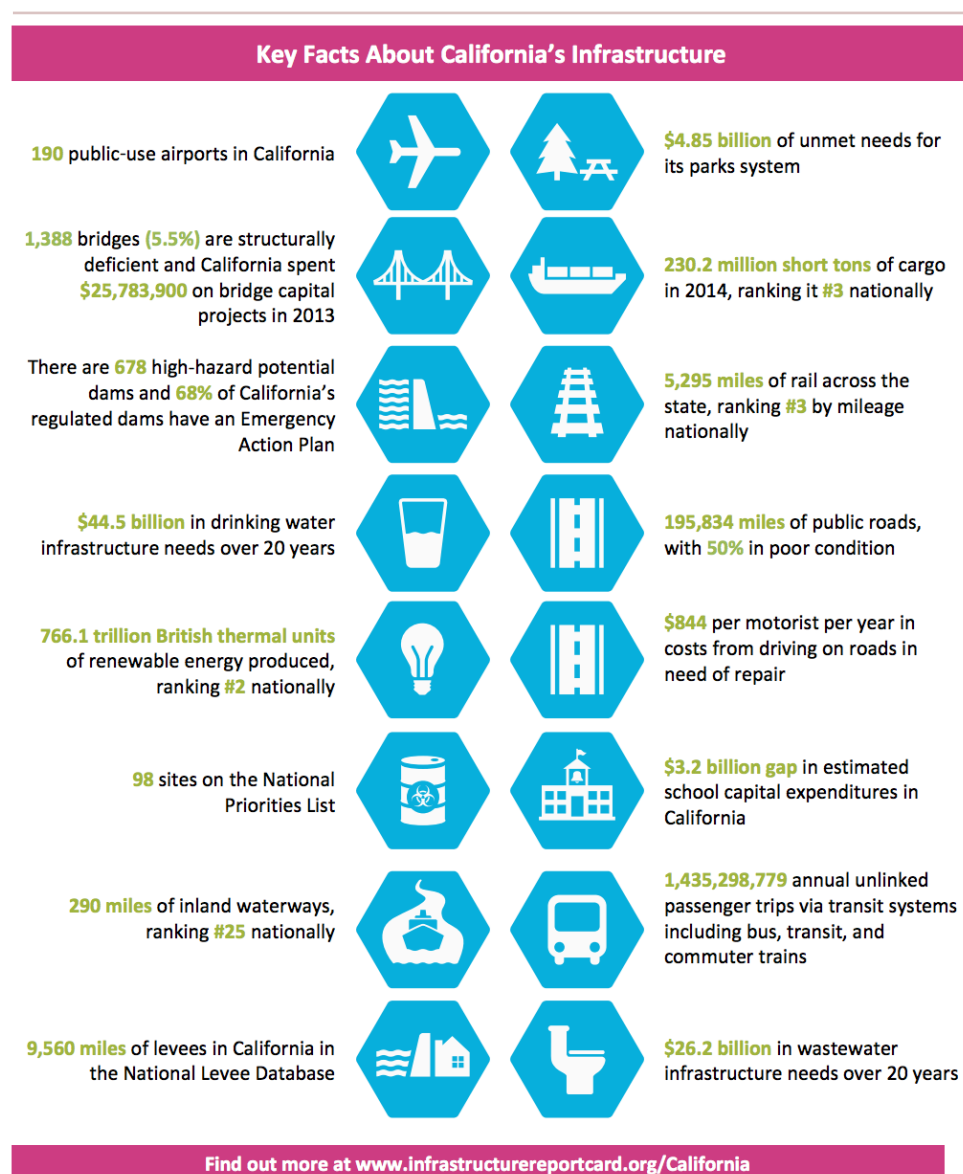 Key Facts About California’s Infrastructure
190 public-use airports in California
$4.85 billion of unmet needs for
its parks system
1,388 bridges (5.5%) are structurally
deficient and California spent
$25,783,900 on bridge capital
projects in 2013
230.2 million short tons of cargo
in 2014, ranking it #3 nationally
There are 678 high-hazard potential
dams and 68% of California’s
regulated dams have an Emergency
Action Plan
5,295 miles of rail across the
state, ranking #3 by mileage
nationally
$44.5 billion in drinking water
infrastructure needs over 20 years
195,834 miles of public roads,
with 50% in poor condition
766.1 trillion British thermal units
of renewable energy produced,
ranking #2 nationally
$844 per motorist per year in
costs from driving on roads in
need of repair
98 sites on the National
Priorities List
$3.2 billion gap in estimated
school capital expenditures in
California
290 miles of inland waterways,
ranking #25 nationally
1,435,298,779 annual unlinked
passenger trips via transit systems
including bus, transit, and
commuter trains
9,560 miles of levees in California in
the National Levee Database
$26.2 billion in wastewater
infrastructure needs over 20 years
Find out more at www.infrastructurereportcard.org/California